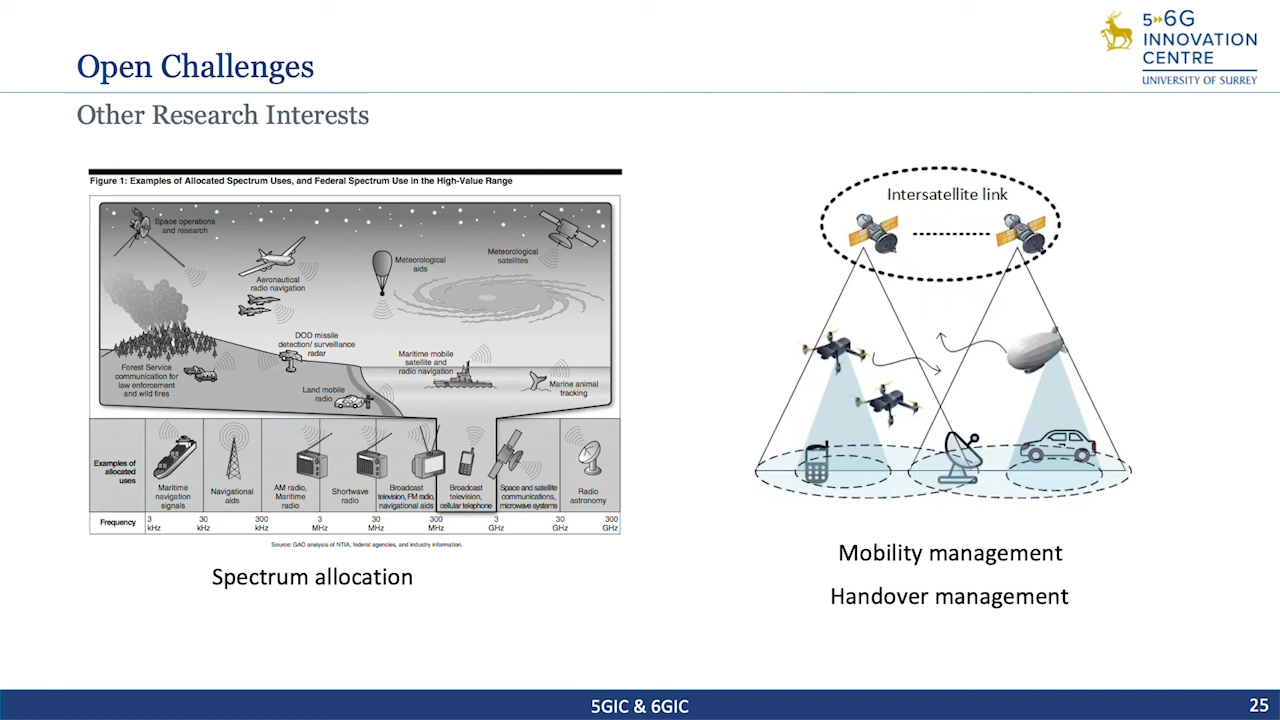 5»6G
INNOVATION
CENTRE
UNIVERSITY OF SURREY
Open Challenges
Other Research Interests
Figure 1: Examples of Allocated Spectrum Uses, and Federal Spectrum Use in the High-Value Range
Space operations
and research
Aeronautical
radio navigation
Meteorological
aids
Meteorological
satellites
DOD missile
detection/ surveillance
radar
Forest Service
communication for
law enforcement
and wild fires
Land mobile
radio
Maritime mobile
satellite and
radio navigation
Marine animal
tracking
Examples of
allocated
uses
Maritime
navigation
signals
Navigational
aids
AM radio,
Maritime
radio
Shortwave
radio
Broadcast
television, FM radio,
navigational aids
Broadcast
television,
cellular telephone
Space and satellite
communications,
microwave systems
Radio
astronomy
Frequency
3
kHz
30
kHz
300
kHz
3
MHz
30
MHz
300
MHz
3
GHz
30
GHz
300
GHz
Source: GAO analysis of NTIA, federal agencies, and industry information.
Spectrum allocation
Intersatellite link
Mobility management
Handover management
5GIC & 6GIC
25